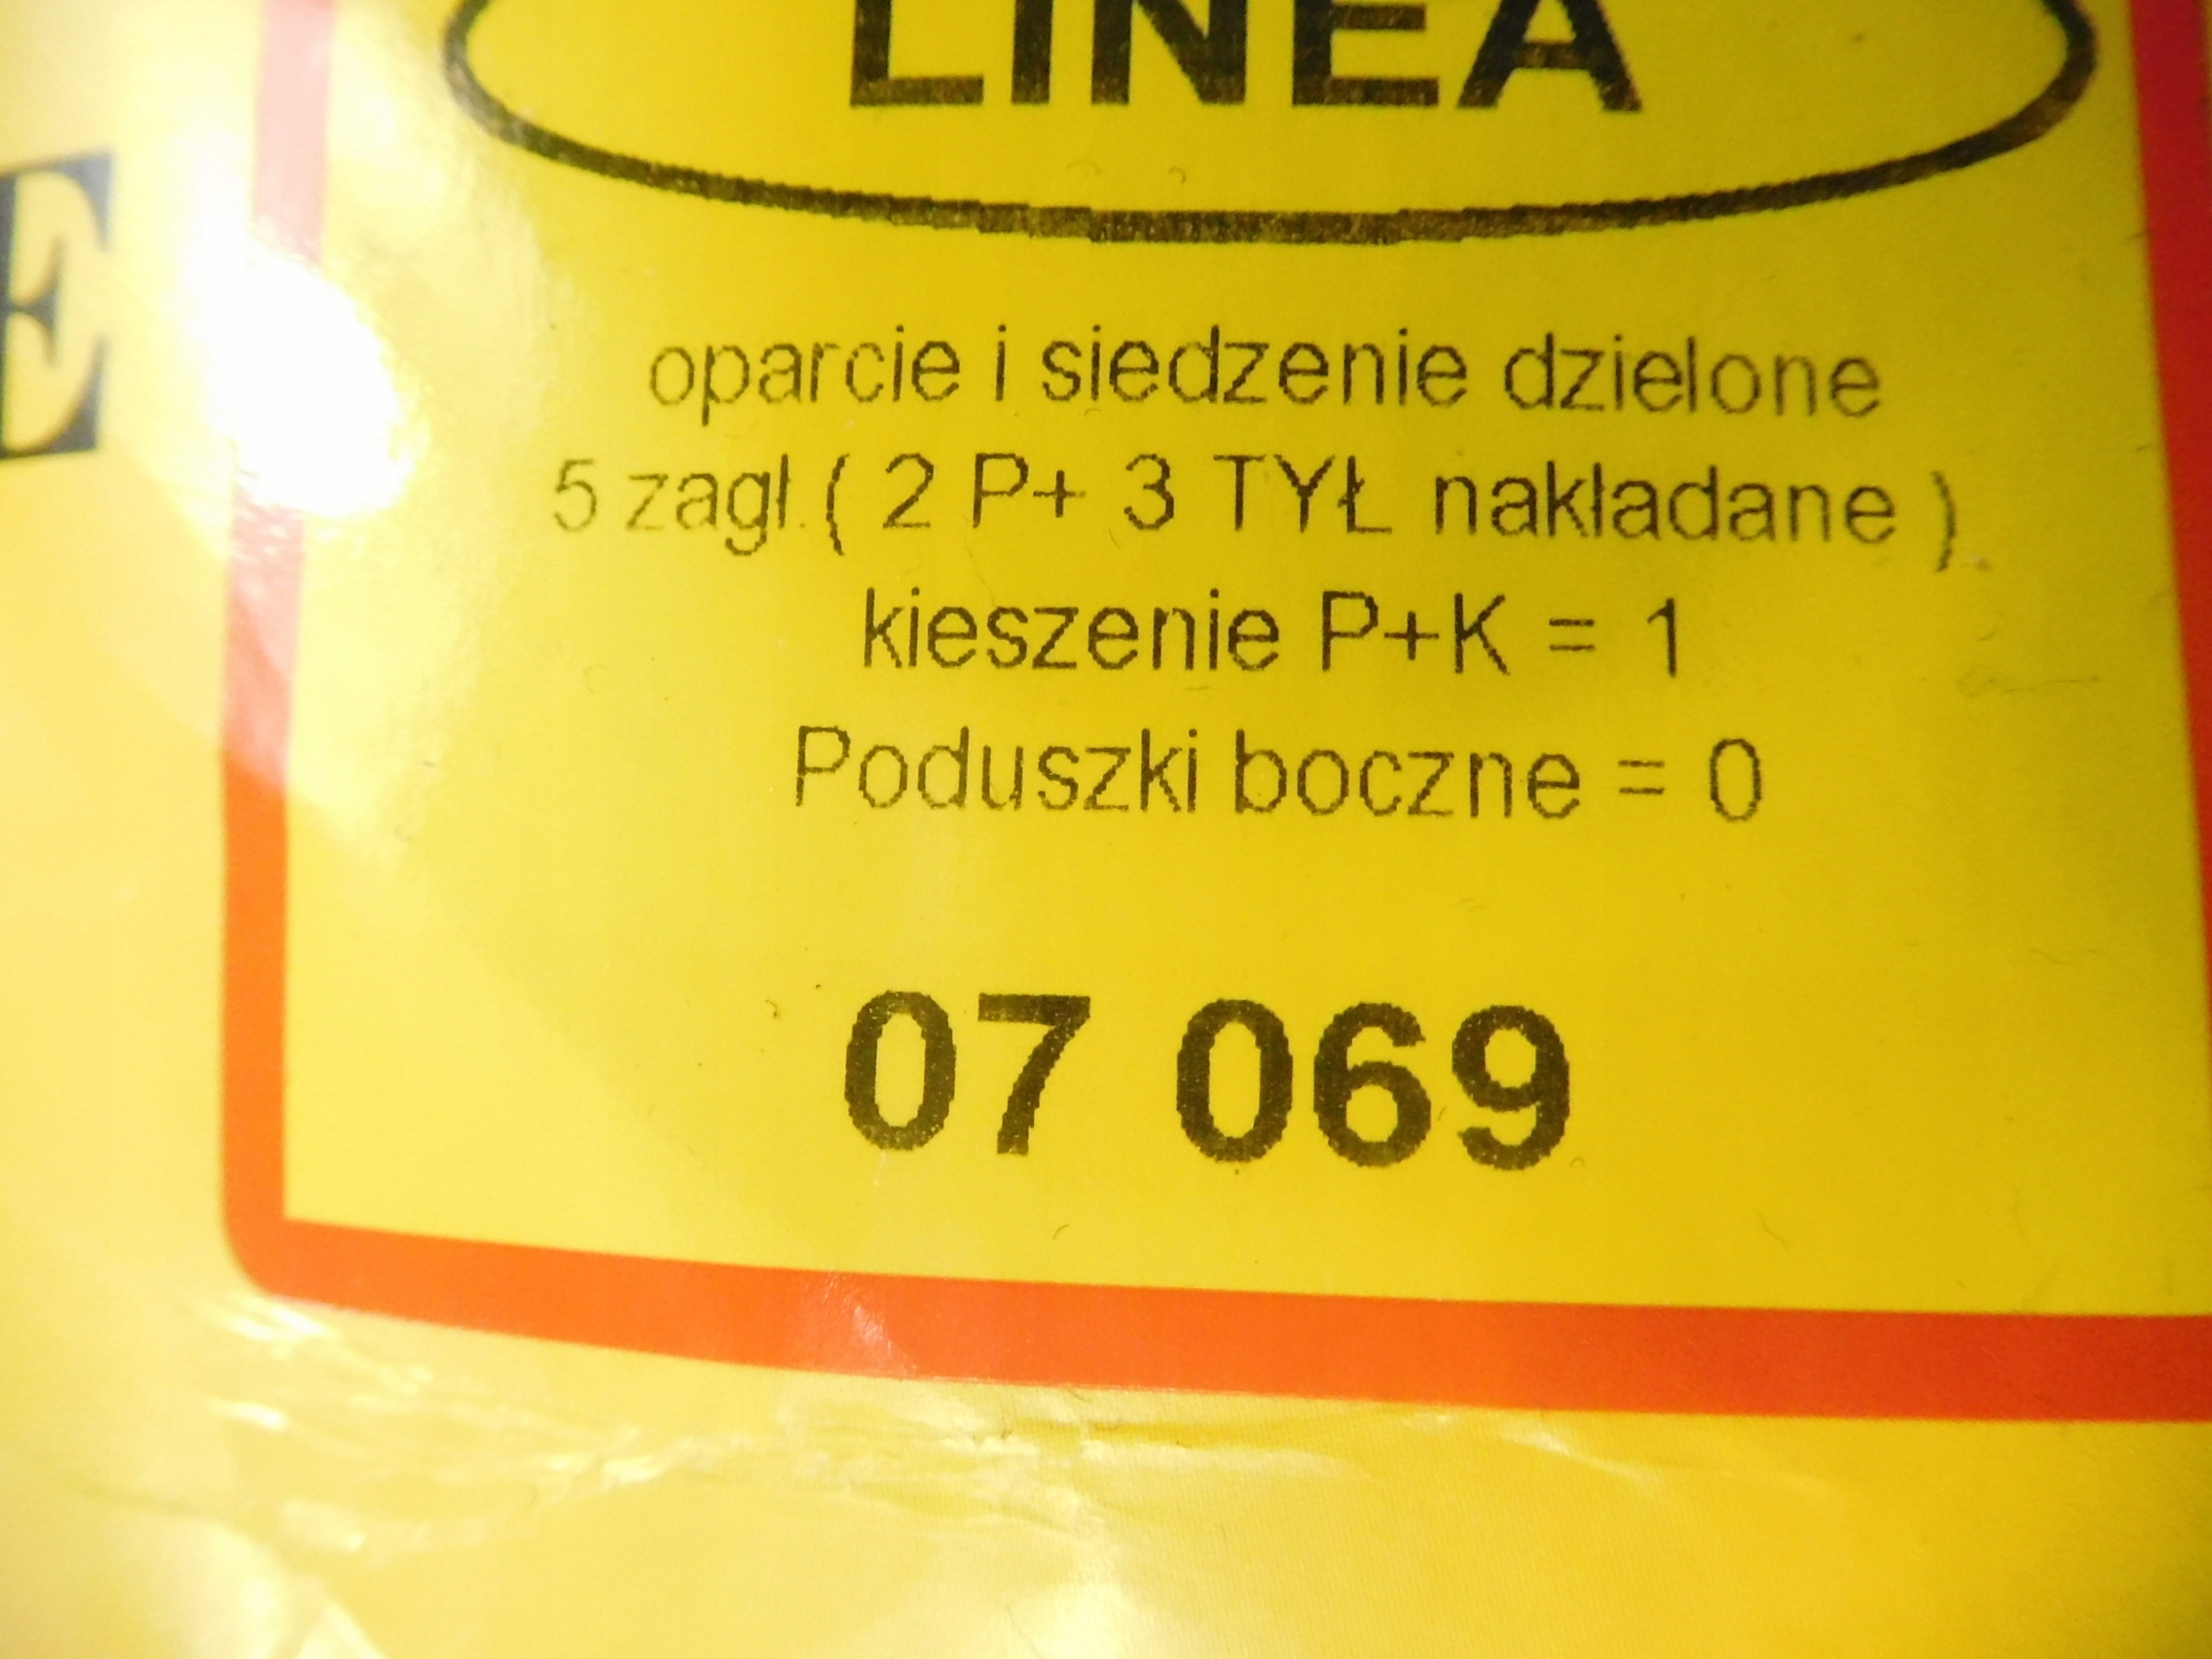 LINEA
E
oparcie i siedzenie dzielone
5 zagł.( 2 P+ 3 TYŁ nakładane )
kieszenie P+K = 1
Poduszki boczne = 0
07 069